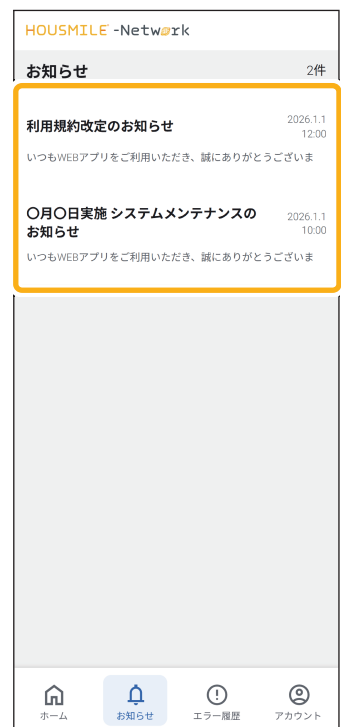 HOUSMILE -Network
お知らせ 2件
利用規約改定のお知らせ 2026.1.1
12:00
いつもWEBアプリをご利用いただき、誠にありがとうございま
〇月〇日実施 システムメンテナンスの
お知らせ
2026.1.1
10:00
いつもWEBアプリをご利用いただき、誠にありがとうございま
ホーム お知らせ エラー履歴 アカウント